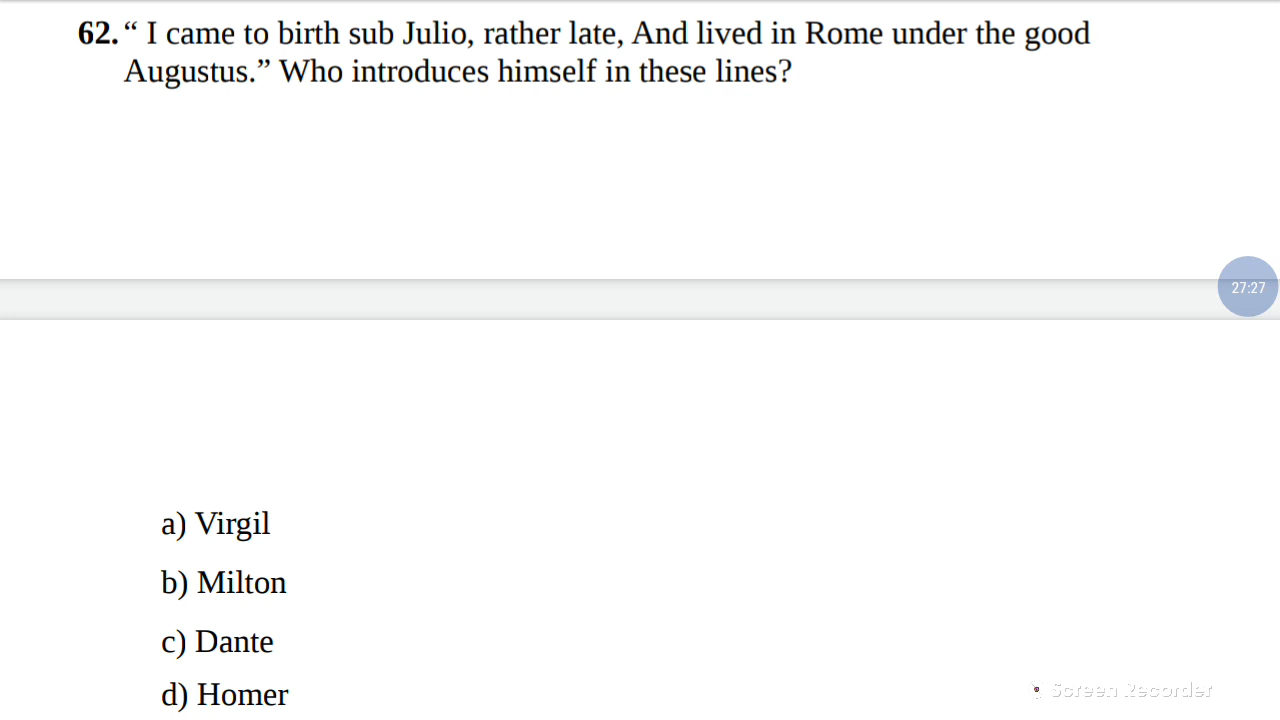 62. “ I came to birth sub Julio, rather late, And lived in Rome under the good
Augustus.” Who introduces himself in these lines?
27:27
a) Virgil
b) Milton
c) Dante
d) Homer
Screen Recorder